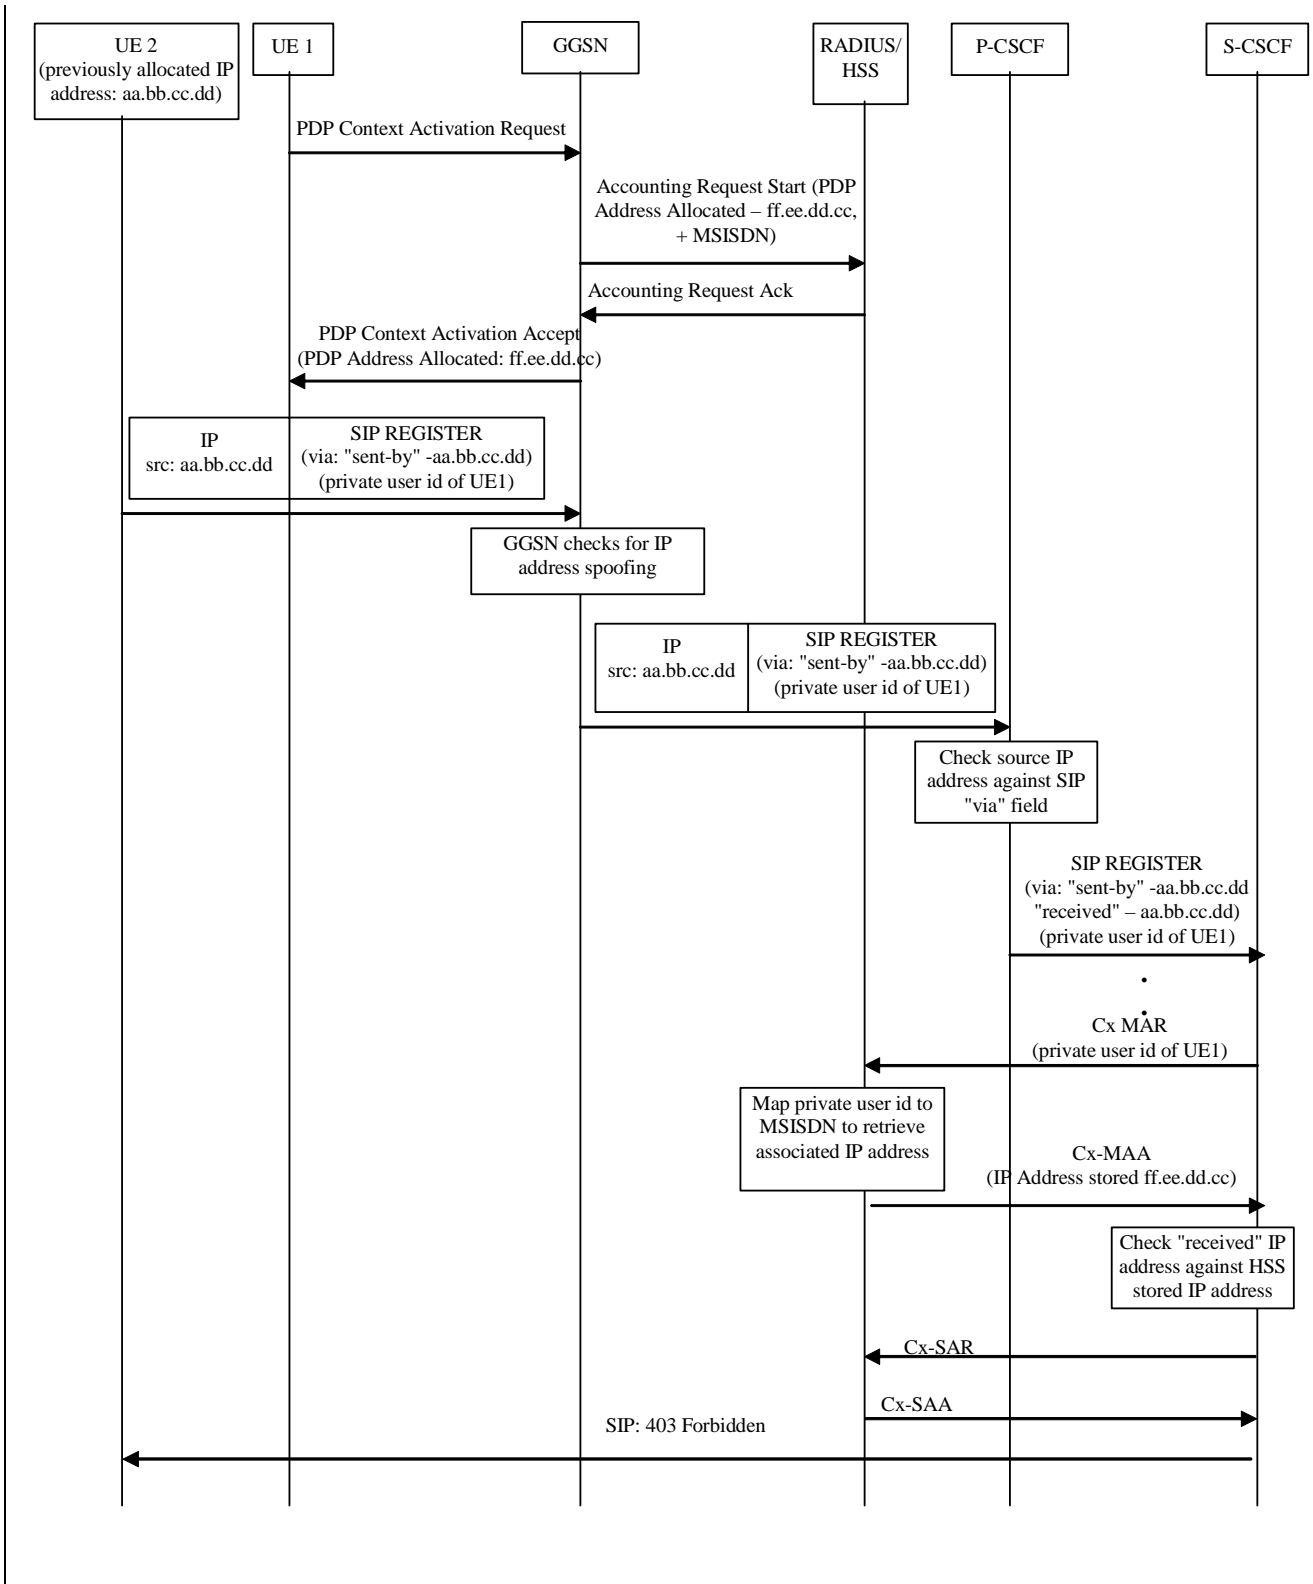 UE 2
(previously allocated IP
address: aa.bb.cc.dd)
UE 1
GGSN
RADIUS/
HSS
P-CSCF
S-CSCF
PDP Context Activation Request
Accounting Request Start (PDP
Address Allocated – ff.ee.dd.cc,
+ MSISDN)
Accounting Request Ack
PDP Context Activation Accept
(PDP Address Allocated: ff.ee.dd.cc)
IP
src: aa.bb.cc.dd
SIP REGISTER
(via: "sent-by" -aa.bb.cc.dd)
(private user id of UE1)
GGSN checks for IP
address spoofing
IP
src: aa.bb.cc.dd
SIP REGISTER
(via: "sent-by" -aa.bb.cc.dd)
(private user id of UE1)
Check source IP
address against SIP
"via" field
SIP REGISTER
(via: "sent-by" -aa.bb.cc.dd
"received" – aa.bb.cc.dd)
(private user id of UE1)
.
.
Cx MAR
(private user id of UE1)
Map private user id to
MSISDN to retrieve
associated IP address
Cx-MAA
(IP Address stored ff.ee.dd.cc)
Check "received" IP
address against HSS
stored IP address
Cx-SAR
Cx-SAA
SIP: 403 Forbidden